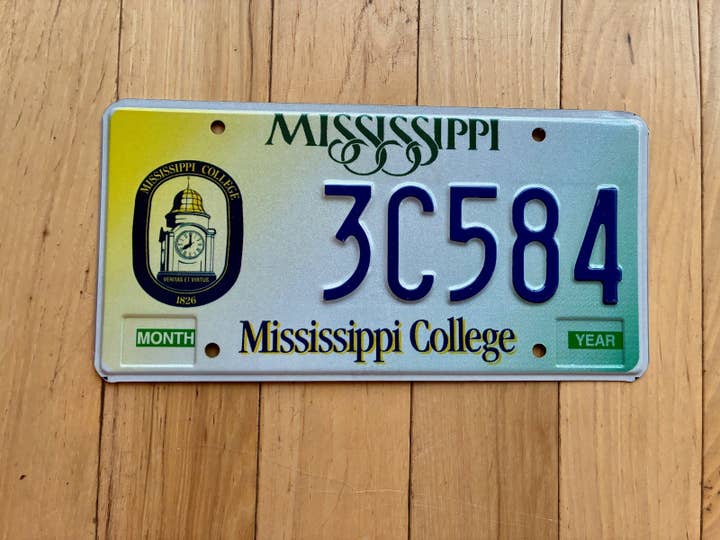 MISSISSIPPI
MISSISSIPPI COLLEGE
VERITAS ET VIRTUS
1826
3C584
MONTH
Mississippi College
YEAR